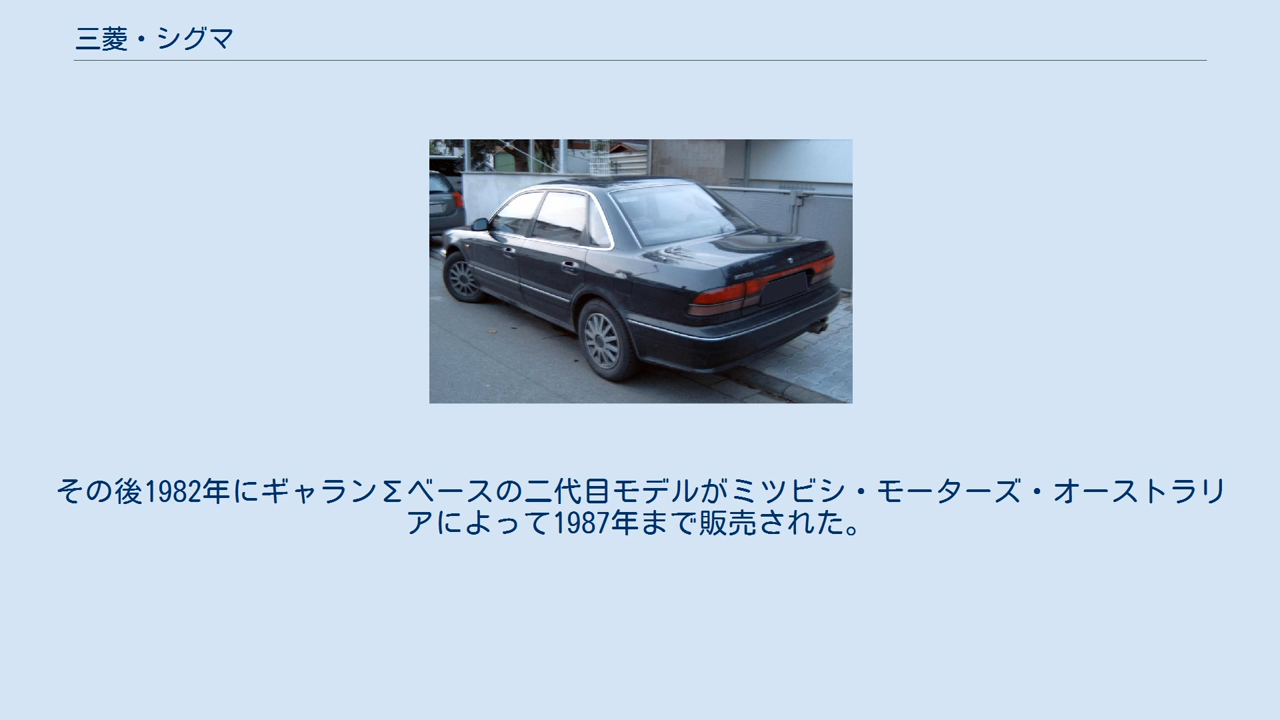 三菱・シグマ
その後1982年にギャランΣベースの二代目モデルがミツビシ・モーターズ・オーストラリ
アによって1987年まで販売された。